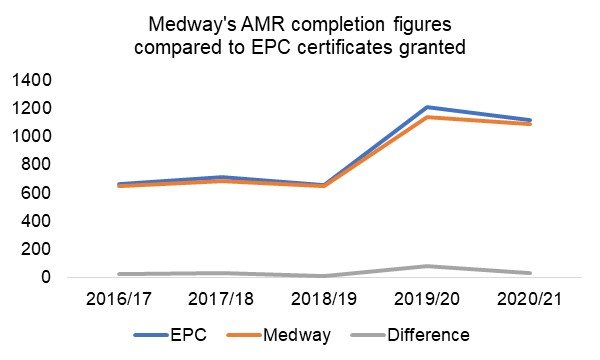 Medway's AMR completion figures
compared to EPC certificates granted
1400
1200
1000
800
600
400
200
0
2016/17 2017/18 2018/19 2019/20 2020/21
EPC Medway Difference